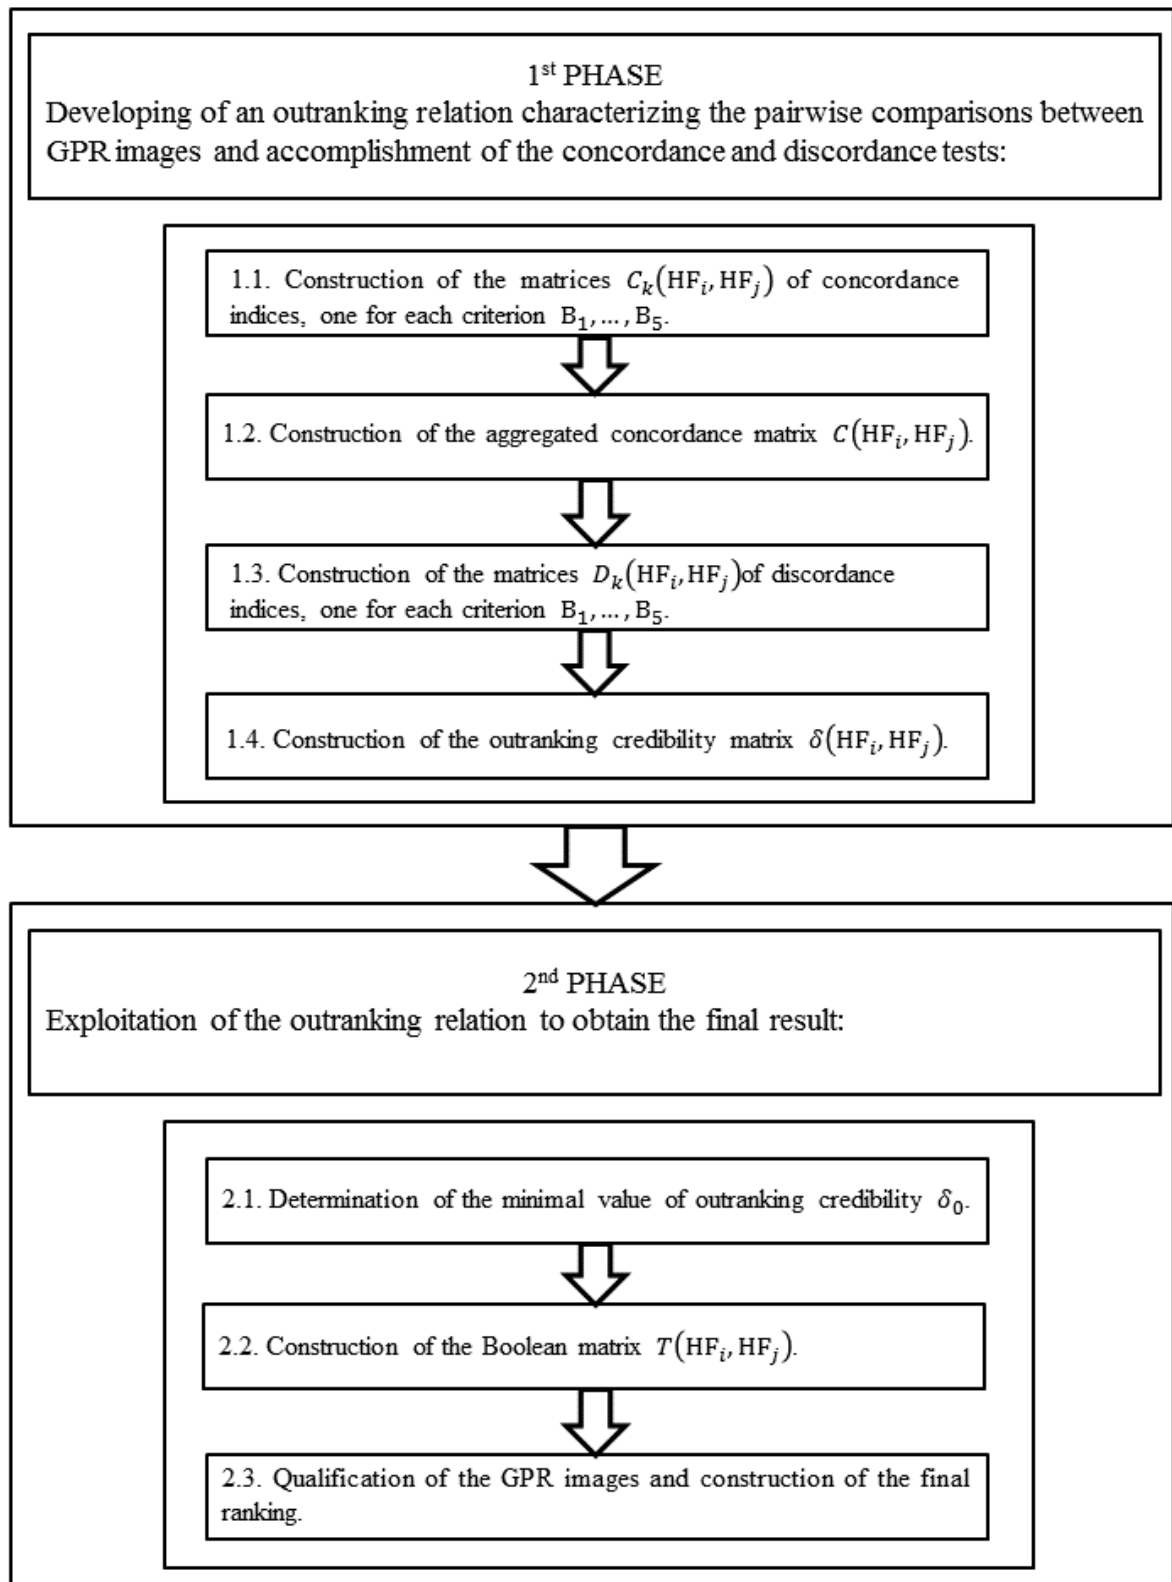 1st PHASE
Developing of an outranking relation characterizing the pairwise comparisons between
GPR images and accomplishment of the concordance and discordance tests:
1.1. Construction of the matrices C_k(HF_i, HF_j) of concordance
indices, one for each criterion B_1, ..., B_5.
1.2. Construction of the aggregated concordance matrix C(HF_i, HF_j).
1.3. Construction of the matrices D_k(HF_i, HF_j)of discordance
indices, one for each criterion B_1, ..., B_5.
1.4. Construction of the outranking credibility matrix δ(HF_i, HF_j).
2nd PHASE
Exploitation of the outranking relation to obtain the final result:
2.1. Determination of the minimal value of outranking credibility δ_0.
2.2. Construction of the Boolean matrix T(HF_i, HF_j).
2.3. Qualification of the GPR images and construction of the final
ranking.